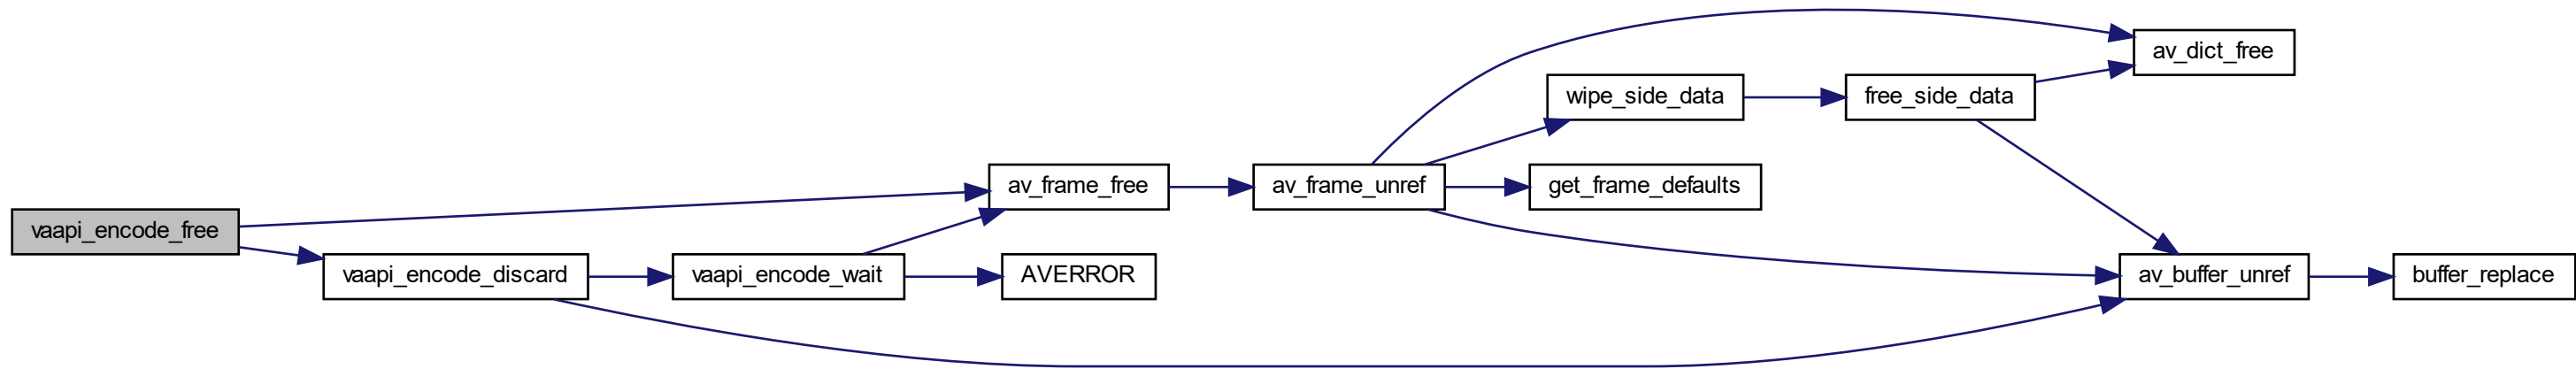 vaapi_encode_free
vaapi_encode_discard
vaapi_encode_wait
av_frame_free
AVERROR
av_frame_unref
wipe_side_data
get_frame_defaults
free_side_data
av_dict_free
av_buffer_unref
buffer_replace